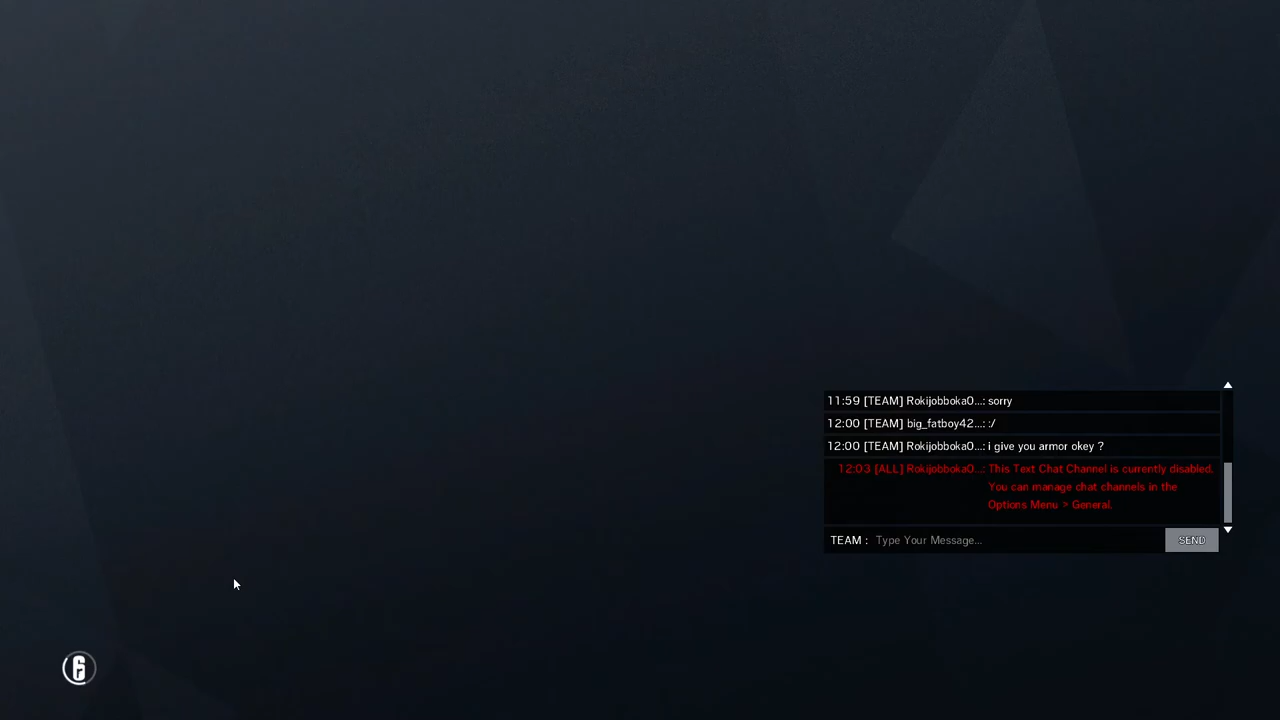 11:59 [TEAM] Rokijobboka0...: sorry
12:00 [TEAM] big_fatboy42...: :/
12:00 [TEAM] Rokijobboka0...: i give you armor okey ?
12:03 [ALL] Rokijobboka0...: This Text Chat Channel is currently disabled.
You can manage chat channels in the
Options Menu > General.
TEAM : Type Your Message... SEND
6